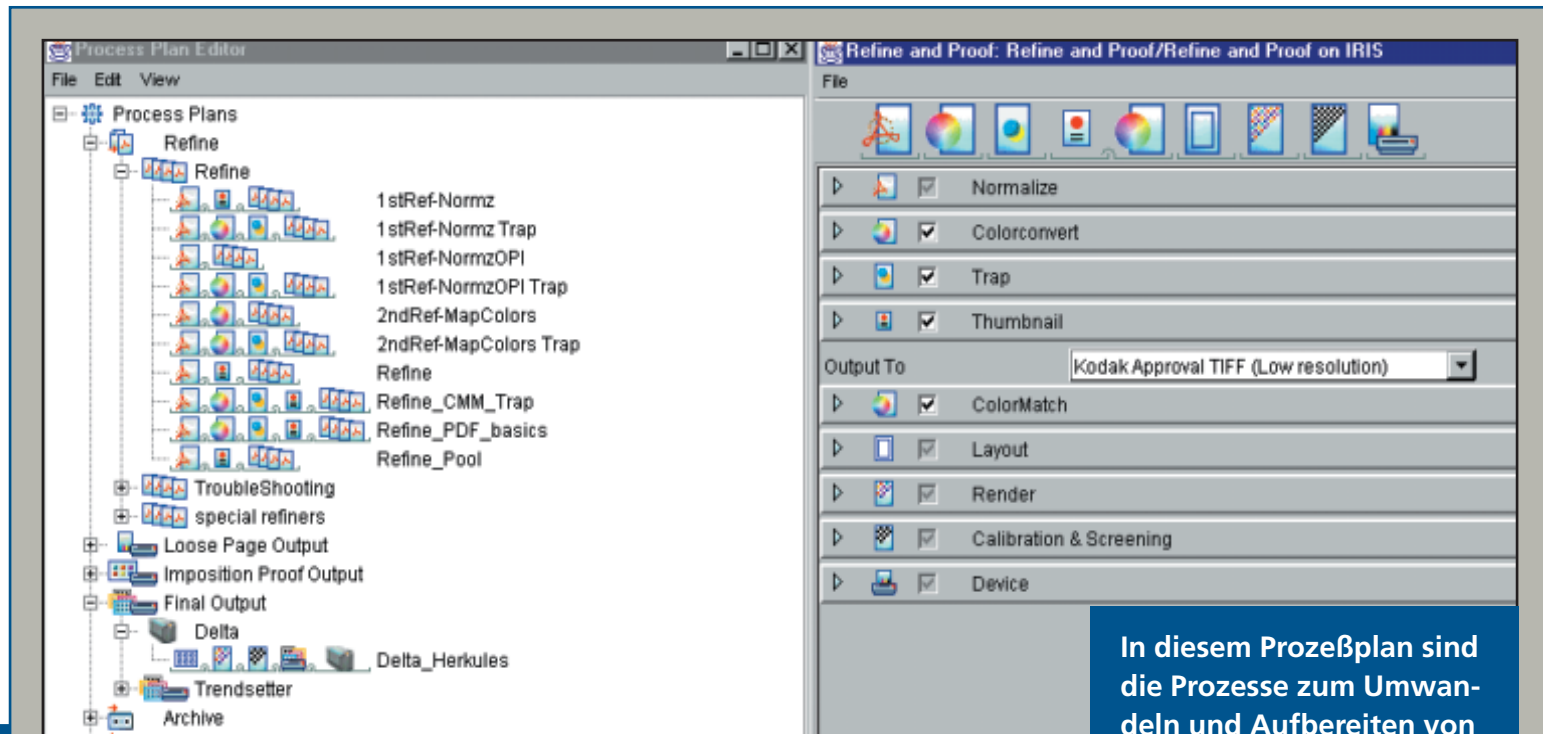 Process Plan Editor
File Edit View
Process Plans
Refine
Refine
1stRef-Normz
1stRef-Normz Trap
1stRef-NormzOPI
1stRef-NormzOPI Trap
2ndRef-MapColors
2ndRef-MapColors Trap
Refine
Refine_CMM_Trap
Refine_PDF_basics
Refine_Pool
TroubleShooting
special refiners
Loose Page Output
Imposition Proof Output
Final Output
Delta
Delta_Herkules
Trendsetter
Archive
Refine and Proof: Refine and Proof/Refine and Proof on IRIS
File
Normalize
Colorconvert
Trap
Thumbnail
Output To Kodak Approval TIFF (Low resolution)
ColorMatch
Layout
Render
Calibration & Screening
Device
In diesem Prozeßplan sind
die Prozesse zum Umwan-
deln und Aufbereiten von